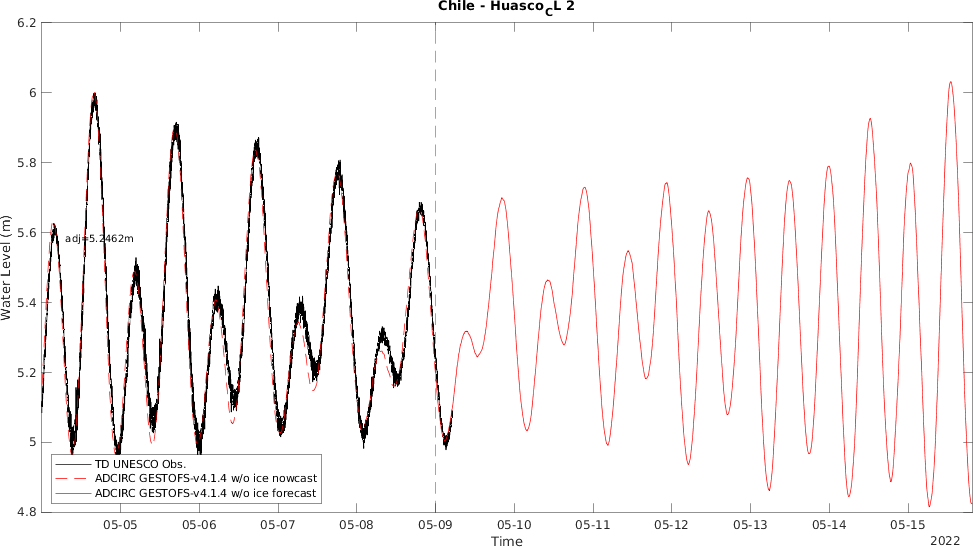 Chile - Huasco_CL 2
Water Level (m)
6.2
6
5.8
5.6
5.4
5.2
5
4.8
adj=5.2462m
TD UNESCO Obs.
ADCIRC GESTOFS-v4.1.4 w/o ice nowcast
ADCIRC GESTOFS-v4.1.4 w/o ice forecast
05-05 05-06 05-07 05-08 05-09 05-10 05-11 05-12 05-13 05-14 05-15
Time
2022